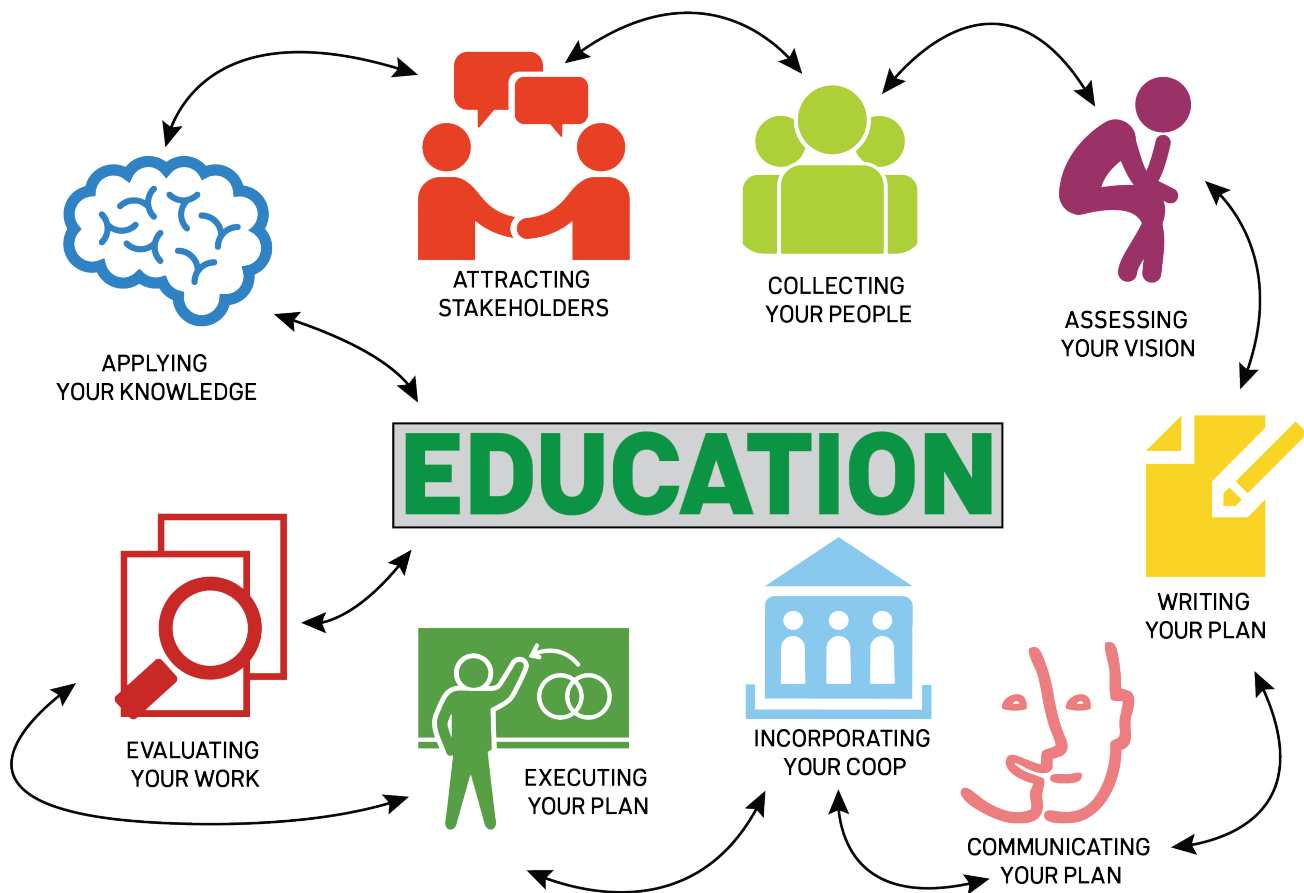 ATTRACTING
STAKEHOLDERS
COLLECTING
YOUR PEOPLE
ASSESSING
YOUR VISION
APPLYING
YOUR KNOWLEDGE
EDUCATION
WRITING
YOUR PLAN
EVALUATING
YOUR WORK
EXECUTING
YOUR PLAN
INCORPORATING
YOUR COOP
COMMUNICATING
YOUR PLAN